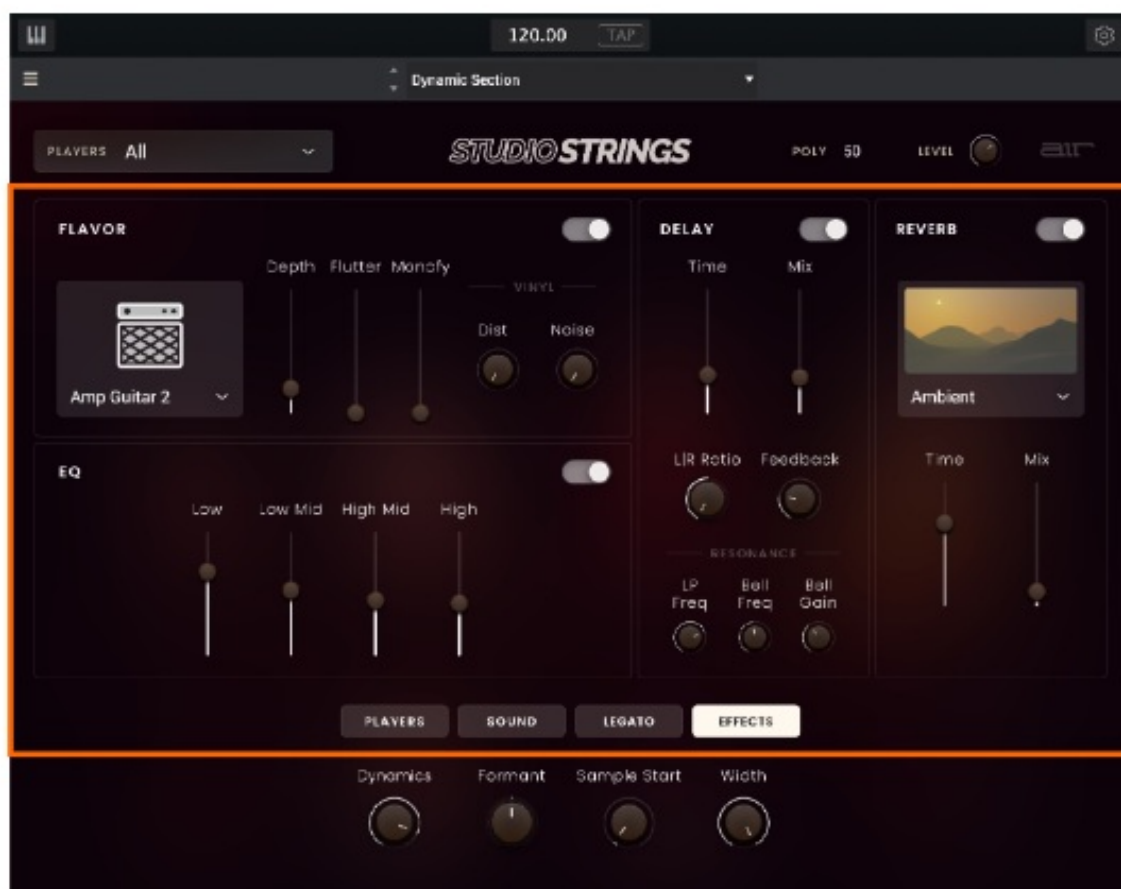 120.00 TAP
Dynamic Section
PLAYERS All
STUDIO STRINGS
POLY 50
LEVEL
air
FLAVOR
Depth Flutter Monofy
VINYL
Dist Noise
Amp Guitar 2
EQ
Low Low Mid High Mid High
DELAY
Time Mix
L|R Ratio Feedback
RESONANCE
LP Freq
Bell Freq
Bell Gain
REVERB
Ambient
Time Mix
PLAYERS SOUND LEGATO EFFECTS
Dynamics Formant Sample Start Width